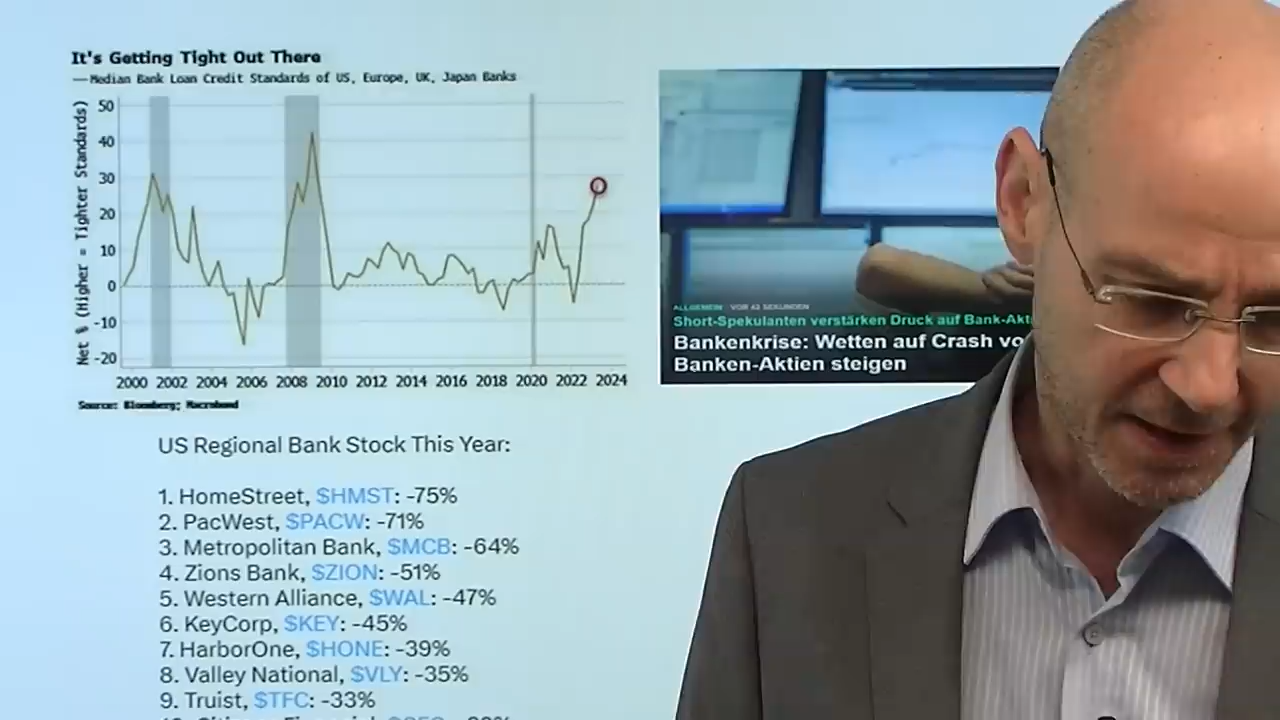 It's Getting Tight Out There
Median Bank Loan Credit Standards of US, Europe, UK, Japan Banks
Net % (Higher = Tighter Standards)
50
40
30
20
10
0
-10
-20
2000 2002 2004 2006 2008 2010 2012 2014 2016 2018 2020 2022 2024
Source: Bloomberg; Macrobond
ALLGEMEIN VOR 43 SEKUNDEN
Short-Spekulanten verstärken Druck auf Bank-Akt
Bankenkrise: Wetten auf Crash vo
Banken-Aktien steigen
US Regional Bank Stock This Year:
1. HomeStreet, $HMST: -75%
2. PacWest, $PACW: -71%
3. Metropolitan Bank, $MCB: -64%
4. Zions Bank, $ZION: -51%
5. Western Alliance, $WAL: -47%
6. KeyCorp, $KEY: -45%
7. HarborOne, $HONE: -39%
8. Valley National, $VLY: -35%
9. Truist, $TFC: -33%